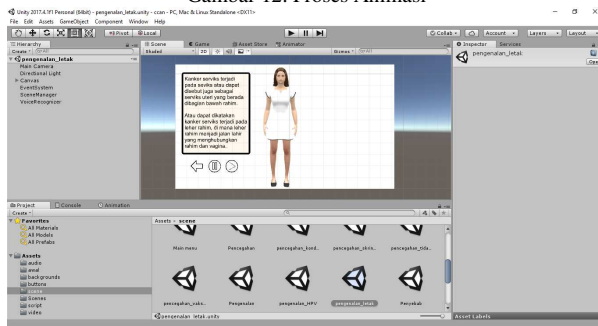 Gambar 12. Proses Animasi
Unity 2017.4.1f1 Personal (64bit) - pengenalan_letak.unity - ccan - PC, Mac & Linux Standalone <DX11>
File Edit Assets GameObject Component Window Help
Pivot Local Collab Account Layers Layout
Hierarchy Scene Game Asset Store Animator Inspector Services
Create All Shaded 2D Gizmos All pengenalan_letak
pengenalan_letak
Main Camera
Directional Light
Canvas
EventSystem
SceneManager
VoiceRecognizer
Kanker serviks terjadi
pada serviks atau dapat
disebut juga sebagai
serviks uteri yang berada
dibagian bawah rahim.
Atau dapat dikatakan
kanker serviks terjadi pada
leher rahim, di mana leher
rahim menjadi jalan lahir
yang menghubungkan
rahim dan vagina.
Project Console Animation
Create
Favorites
All Materials
All Models
All Prefabs
Assets
audio
awal
backgrounds
buttons
scene
Scenes
script
video
Assets scene
Main menu Pencegahan pencegahan_kond.. pencegahan_skrin.. pencegahan_tida..
pencegahan_vaks.. Pengenalan pengenalan_HPV pengenalan_letak Penyebab
pengenalan_letak.unity
Asset Labels